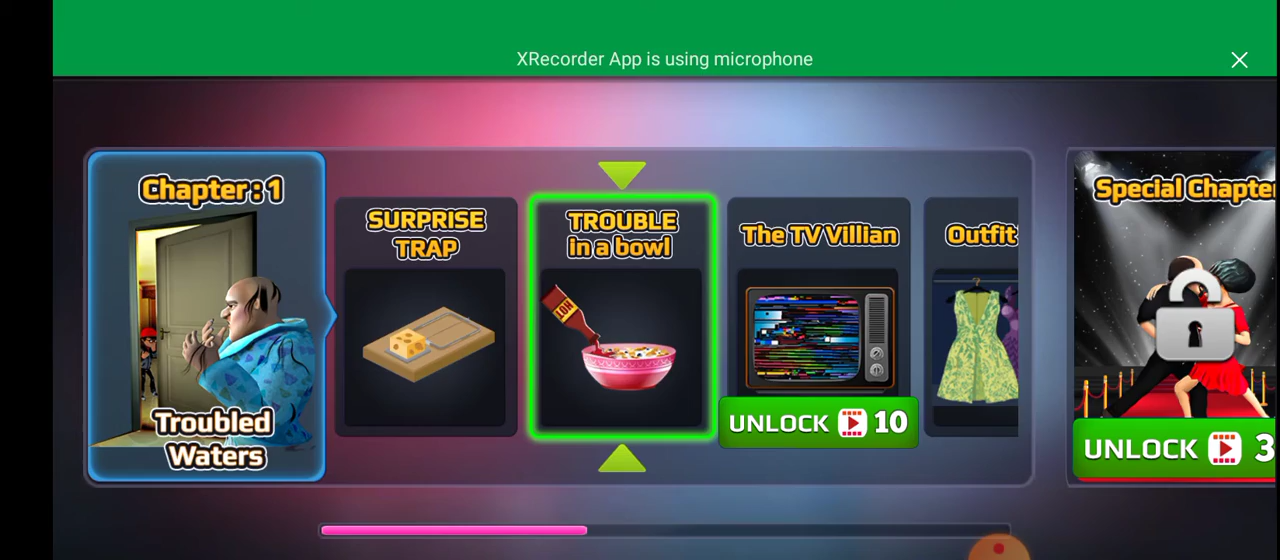 XRecorder App is using microphone
Chapter : 1
Troubled
Waters
SURPRISE
TRAP
TROUBLE
in a bowl
HOT
The TV Villian
UNLOCK 10
Outfit
Special Chapter
UNLOCK 3